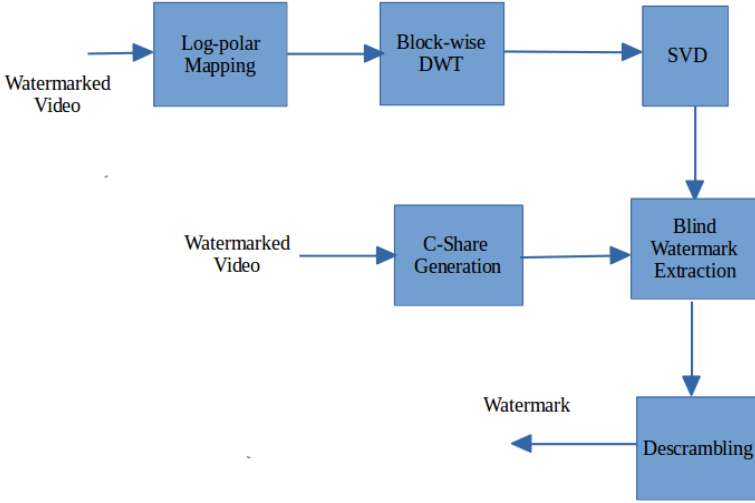 Log-polar
Mapping
Block-wise
DWT
SVD
Watermarked
Video
Watermarked
Video
C-Share
Generation
Blind
Watermark
Extraction
Watermark
Descrambling